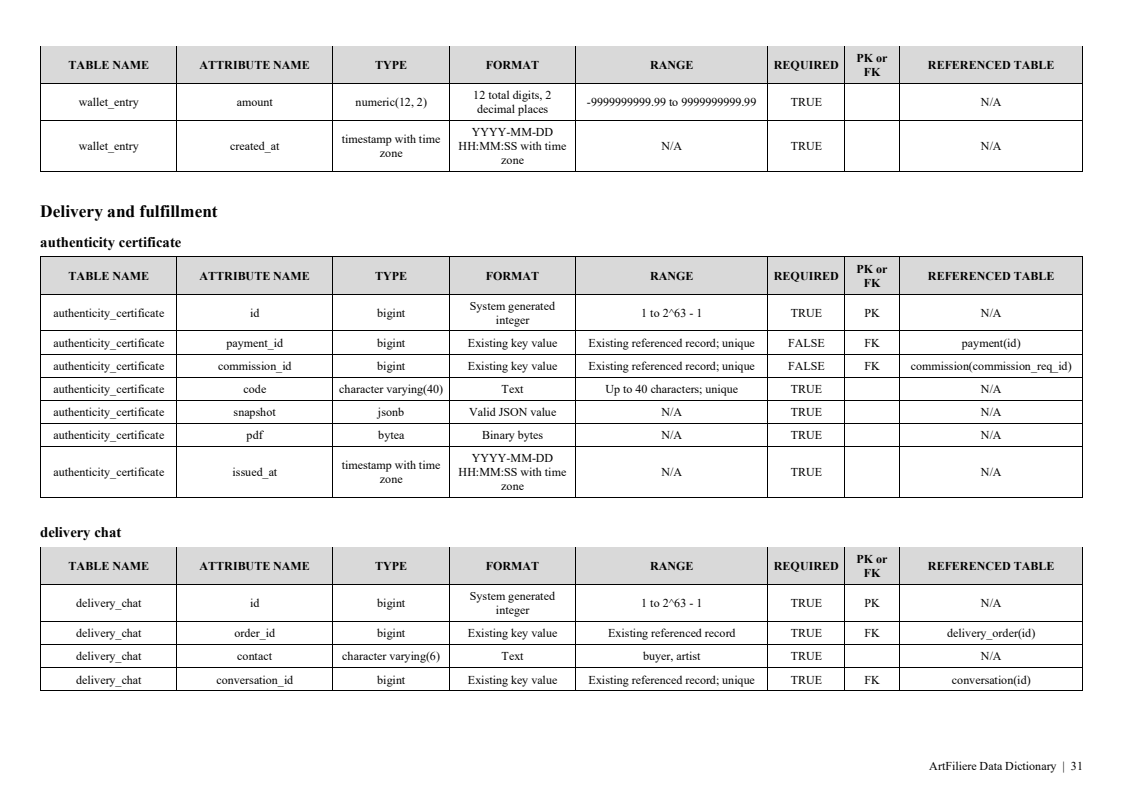 TABLE NAME ATTRIBUTE NAME TYPE FORMAT RANGE REQUIRED PK or FK REFERENCED TABLE
wallet_entry amount numeric(12, 2) 12 total digits, 2 decimal places -9999999999.99 to 9999999999.99 TRUE N/A
wallet_entry created_at timestamp with time zone YYYY-MM-DD HH:MM:SS with time zone N/A TRUE N/A
Delivery and fulfillment
authenticity certificate
TABLE NAME ATTRIBUTE NAME TYPE FORMAT RANGE REQUIRED PK or FK REFERENCED TABLE
authenticity_certificate id bigint System generated integer 1 to 2^63 - 1 TRUE PK N/A
authenticity_certificate payment_id bigint Existing key value Existing referenced record; unique FALSE FK payment(id)
authenticity_certificate commission_id bigint Existing key value Existing referenced record; unique FALSE FK commission(commission_req_id)
authenticity_certificate code character varying(40) Text Up to 40 characters; unique TRUE N/A
authenticity_certificate snapshot jsonb Valid JSON value N/A TRUE N/A
authenticity_certificate pdf bytea Binary bytes N/A TRUE N/A
authenticity_certificate issued_at timestamp with time zone YYYY-MM-DD HH:MM:SS with time zone N/A TRUE N/A
delivery chat
TABLE NAME ATTRIBUTE NAME TYPE FORMAT RANGE REQUIRED PK or FK REFERENCED TABLE
delivery_chat id bigint System generated integer 1 to 2^63 - 1 TRUE PK N/A
delivery_chat order_id bigint Existing key value Existing referenced record TRUE FK delivery_order(id)
delivery_chat contact character varying(6) Text buyer, artist TRUE N/A
delivery_chat conversation_id bigint Existing key value Existing referenced record; unique TRUE FK conversation(id)
ArtFiliere Data Dictionary | 31